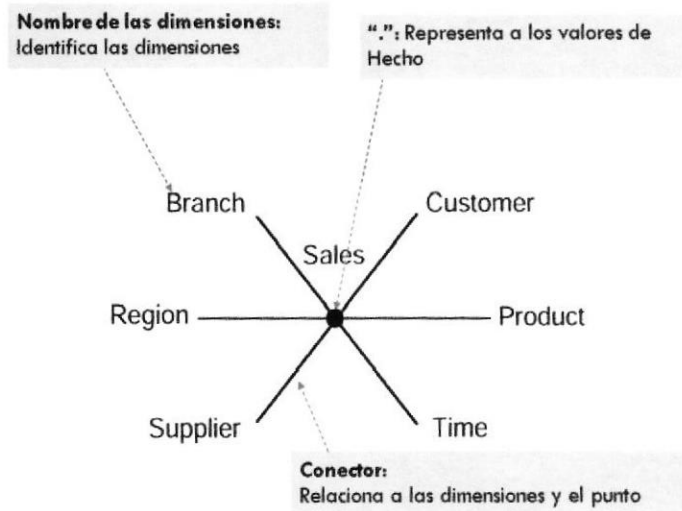 Nombre de las dimensiones:
Identifica las dimensiones
“.”: Representa a los valores de
Hecho
Branch
Customer
Sales
Region
Product
Supplier
Time
Conector:
Relaciona a las dimensiones y el punto